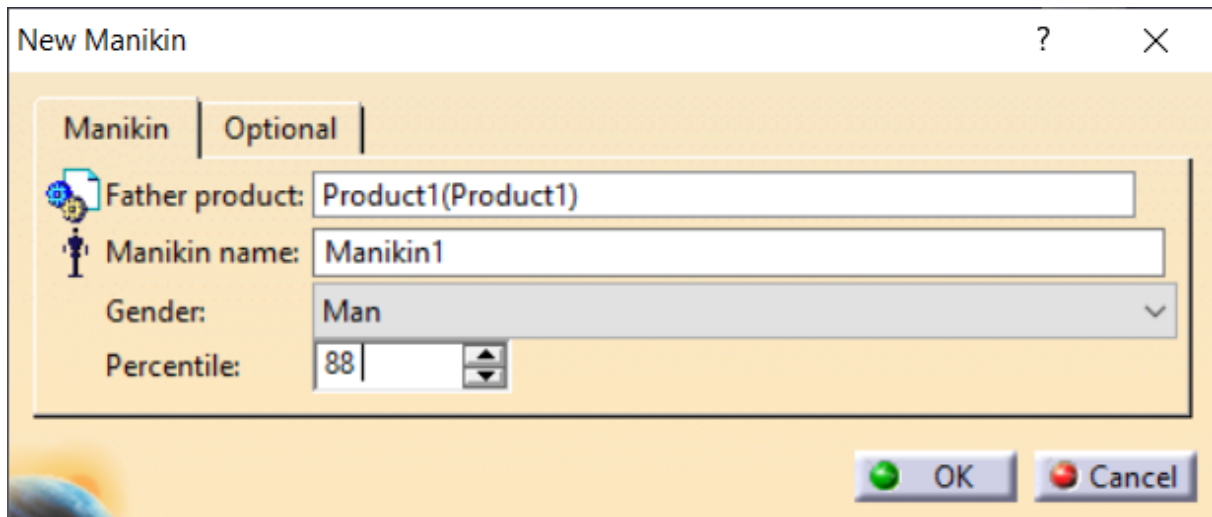 New Manikin ?
Manikin Optional
Father product: Product1(Product1)
Manikin name: Manikin1
Gender: Man
Percentile: 88
OK Cancel